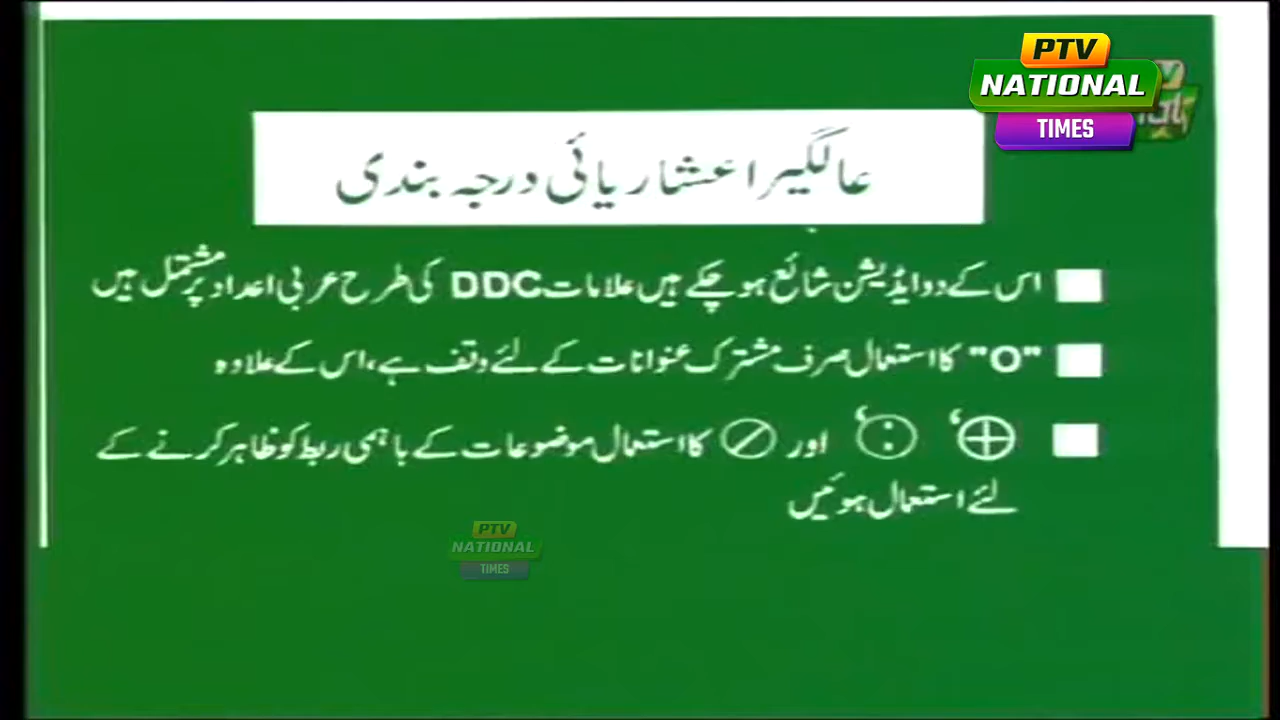 PTV
NATIONAL
TIMES
عالگیر اعشاریائی درجہ بندی
اس کے دو ایڈیشن شائع ہو چکے ہیں علامات DDC کی طرح عربی اعداد پر مشتمل ہیں
"O" کا استعمال صرف مشترک عنوانات کے لئے وقف ہے، اس کے علاوہ
⊕، ⊙، اور ⊘ کا استعمال موضوعات کے باہمی ربط کو ظاہر کرنے کے
لئے استعمال ہوئیں
PTV
NATIONAL
TIMES